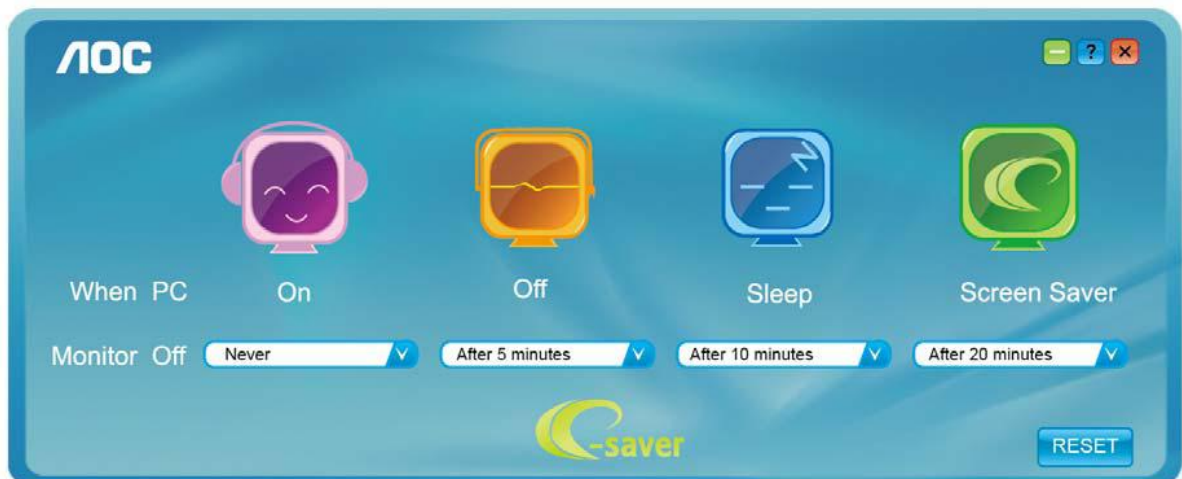 AOC
?
When PC On Off Sleep Screen Saver
Monitor Off Never After 5 minutes After 10 minutes After 20 minutes
e-saver
RESET